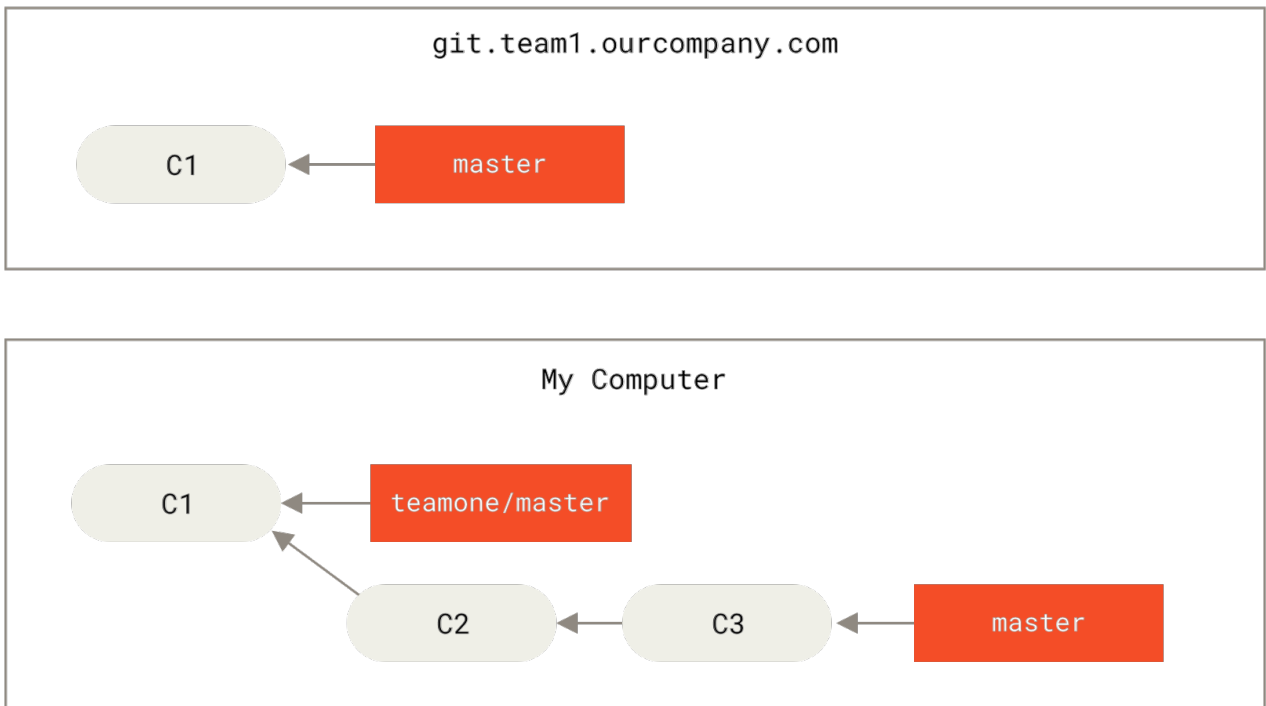 git.team1.ourcompany.com
C1
master
My Computer
C1
teamone/master
C2
C3
master